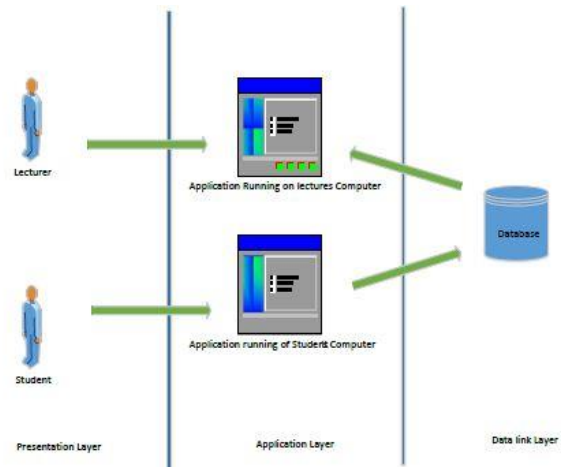 Lecturer
Application Running on lectures Computer
Database
Application running of Students Computer
Student
Presentation Layer
Application Layer
Data link Layer